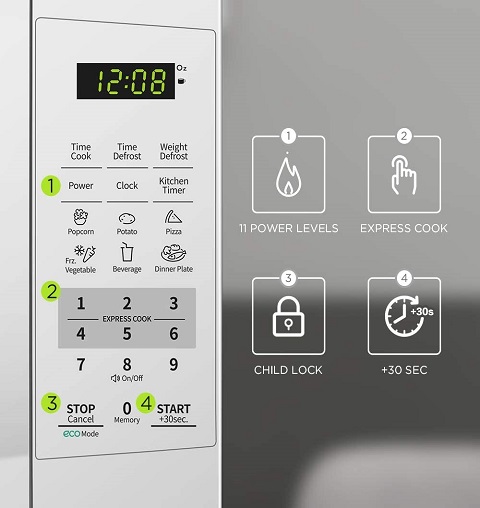 12:08
Oz
Time Cook
Time Defrost
Weight Defrost
1
Power
Clock
Kitchen Timer
Popcorn
Potato
Pizza
Frz. Vegetable
Beverage
Dinner Plate
2
1 2 3
EXPRESS COOK
4 5 6
7 8 9
On/Off
3
STOP
Cancel
eco Mode
0
Memory
4
START
+30sec.
1
11 POWER LEVELS
2
EXPRESS COOK
3
CHILD LOCK
4
+30s
+30 SEC